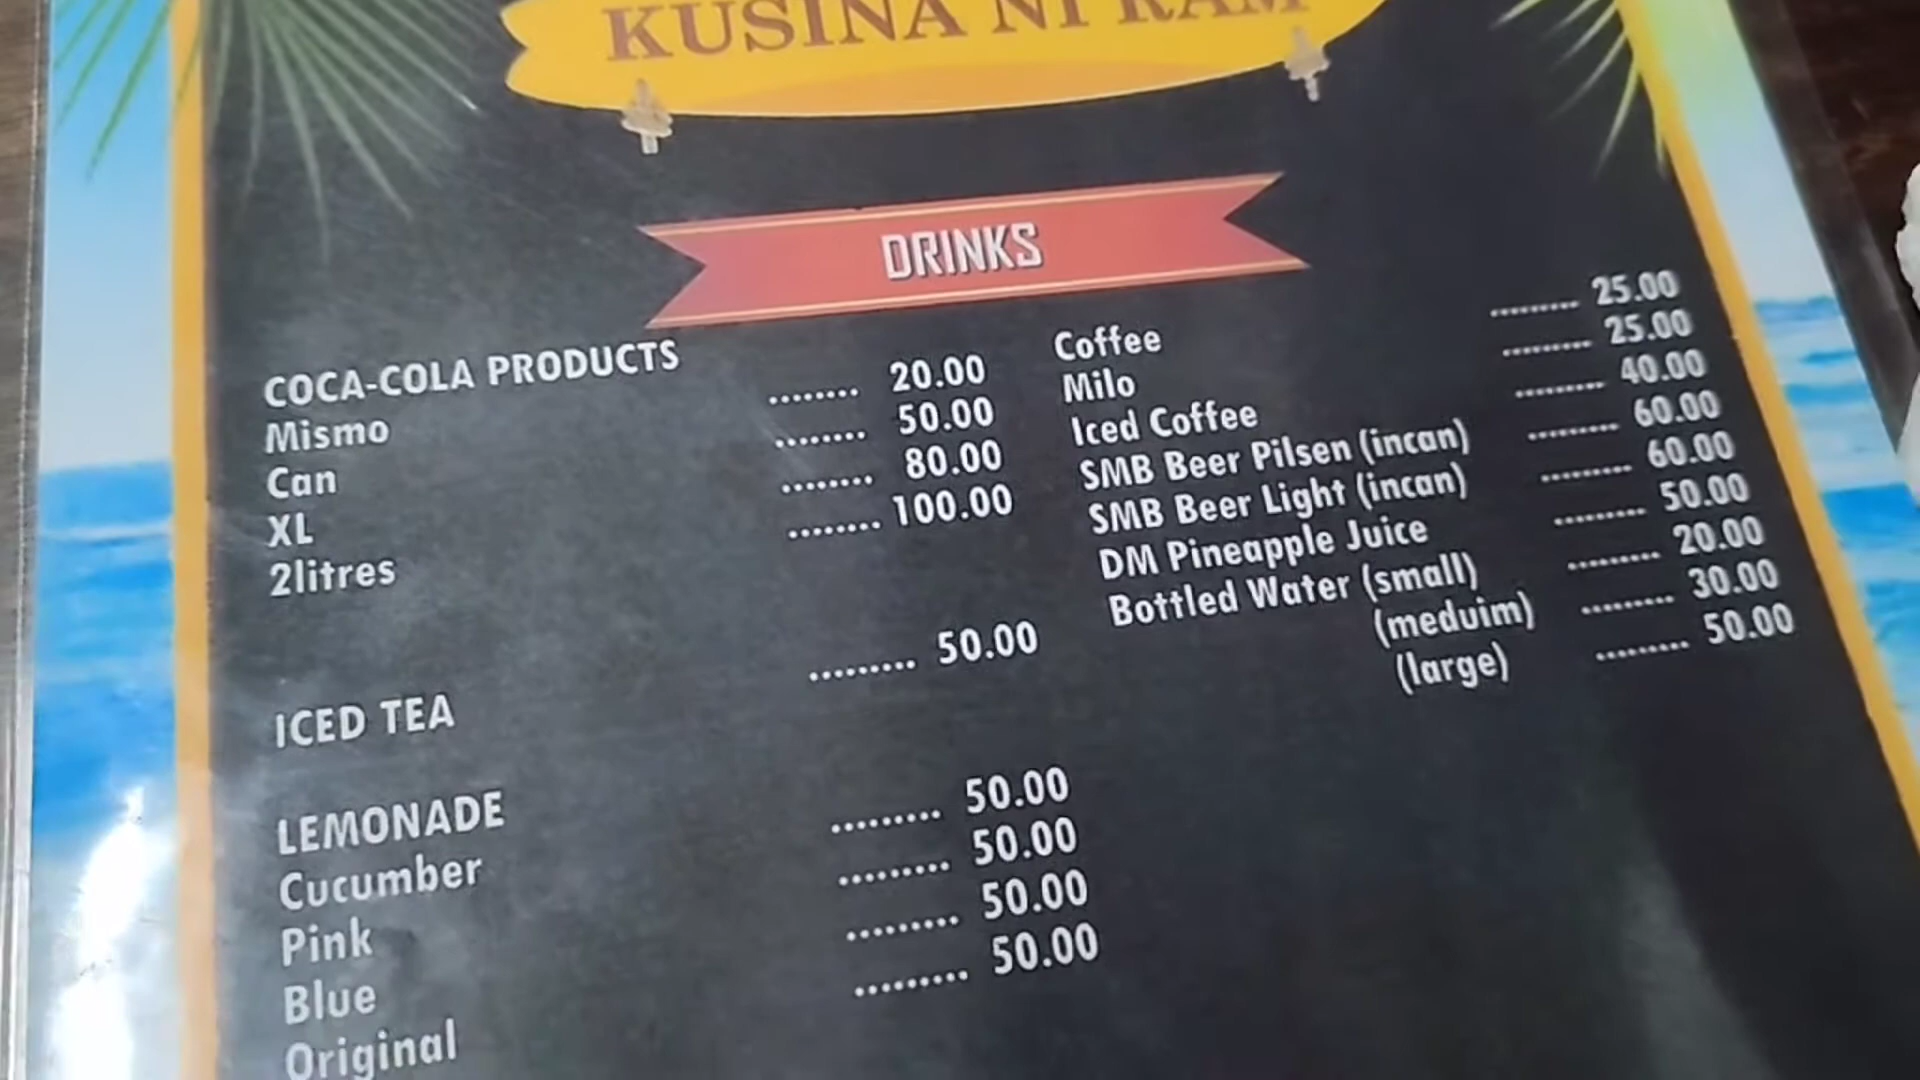 KUSINA NI RAM
DRINKS
COCA-COLA PRODUCTS
Mismo ........ 20.00
Can ........ 50.00
XL ........ 80.00
2litres ........ 100.00
ICED TEA ......... 50.00
LEMONADE
Cucumber ......... 50.00
Pink ......... 50.00
Blue ......... 50.00
Original ......... 50.00
Coffee ......... 25.00
Milo ......... 25.00
Iced Coffee ......... 40.00
SMB Beer Pilsen (incan) ......... 60.00
SMB Beer Light (incan) ......... 60.00
DM Pineapple Juice ......... 50.00
Bottled Water (small) ......... 20.00
(meduim) ......... 30.00
(large) ......... 50.00